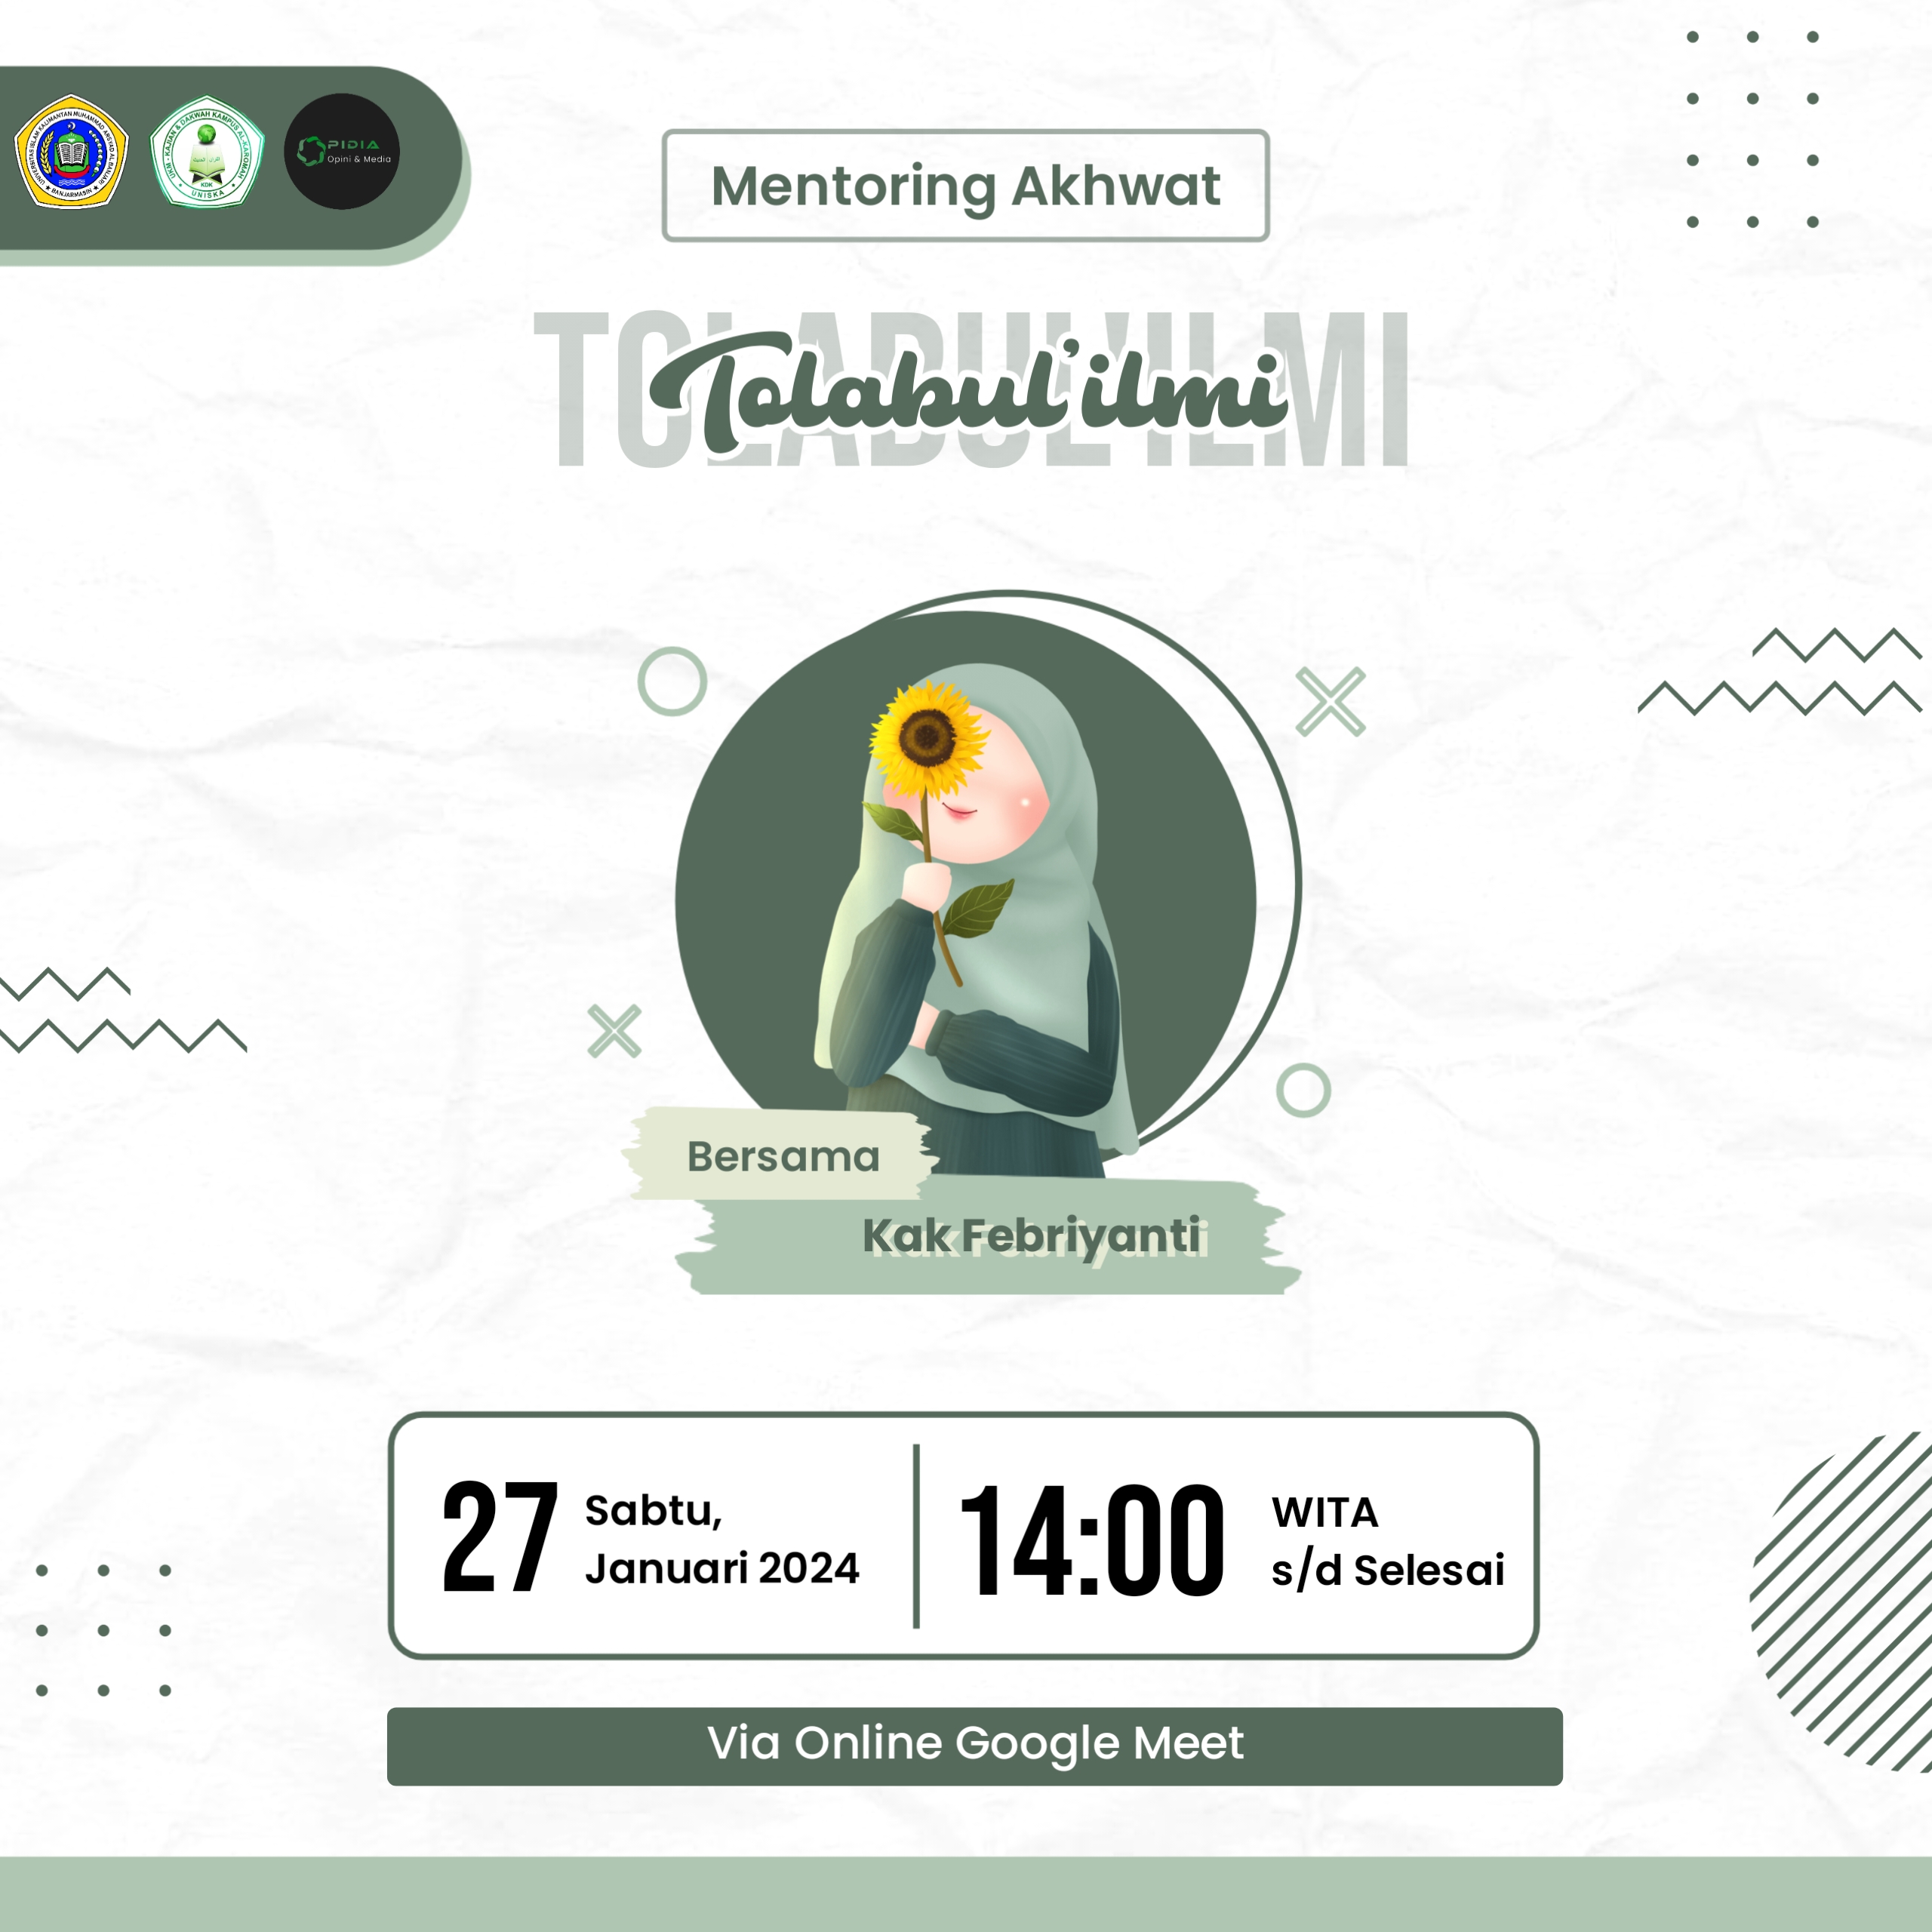 UNIVERSITAS ISLAM KALIMANTAN MUHAMMAD ARSYAD AL BANJARI
BANJARMASIN
UKM - KAJIAN & DAKWAH KAMPUS AL-KAROMAH
KDK
UNISKA
PIDIA
Opini & Media
Mentoring Akhwat
TOLABUL'ILMI
Tolabul'ilmi
Bersama
Kak Febriyanti
27 Sabtu,
Januari 2024
14:00 WITA
s/d Selesai
Via Online Google Meet